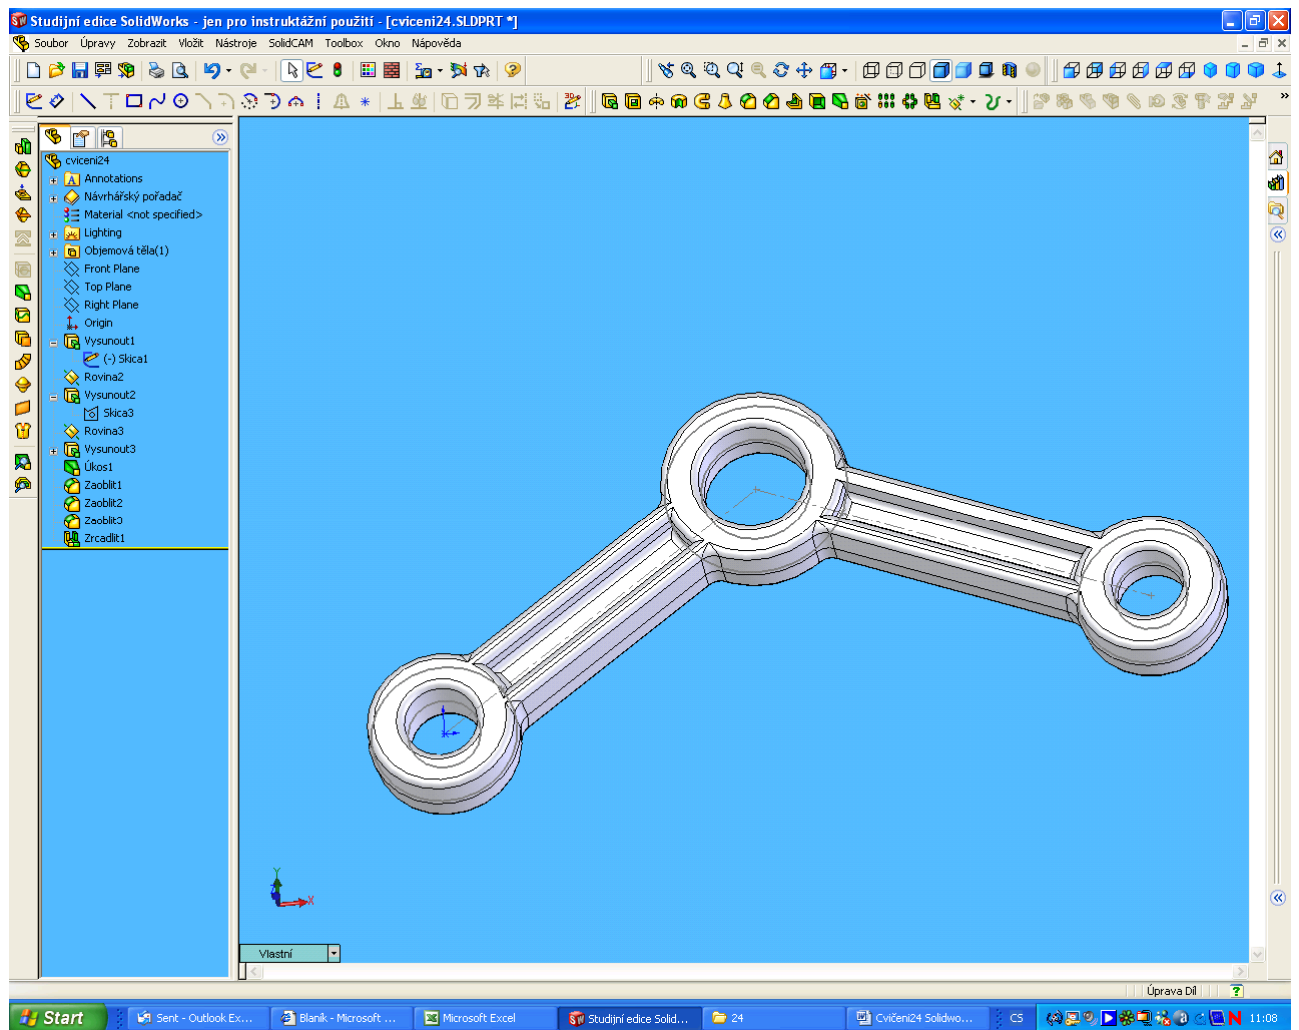 Studijní edice SolidWorks - jen pro instruktážní použití - [cviceni24.SLDPRT *]
Soubor Úpravy Zobrazit Vložit Nástroje SolidCAM Toolbox Okno Nápověda
cviceni24
Annotations
Návrhářský pořadač
Material <not specified>
Lighting
Objemová těla(1)
Front Plane
Top Plane
Right Plane
Origin
Vysunout1
(-) Skica1
Rovina2
Vysunout2
Skica3
Rovina3
Vysunout3
Úkos1
Zaoblit1
Zaoblit2
Zaoblit3
Zrcadlit1
Y
X
Vlastní
Úprava Díl
Start
Sent - Outlook Ex...
Blaník - Microsoft ...
Microsoft Excel
Studijní edice Solid...
24
Cvičení24 Solidwo...
CS
11:08